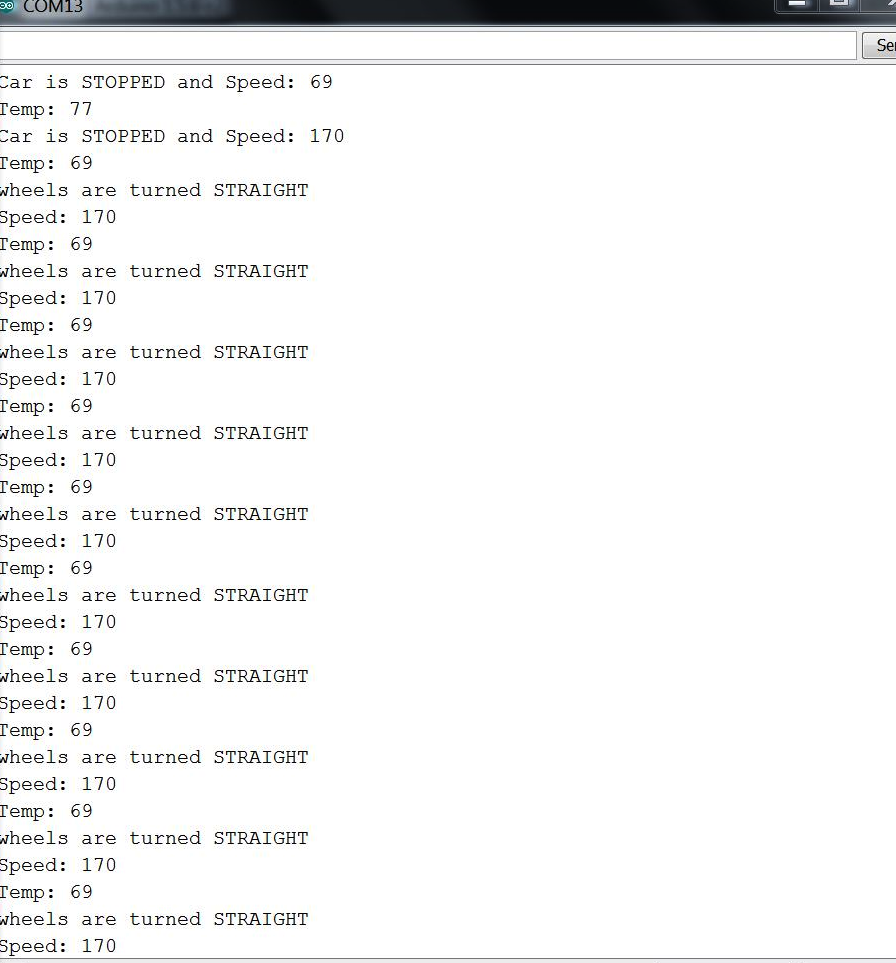 COM13
Se
Car is STOPPED and Speed: 69
Temp: 77
Car is STOPPED and Speed: 170
Temp: 69
wheels are turned STRAIGHT
Speed: 170
Temp: 69
wheels are turned STRAIGHT
Speed: 170
Temp: 69
wheels are turned STRAIGHT
Speed: 170
Temp: 69
wheels are turned STRAIGHT
Speed: 170
Temp: 69
wheels are turned STRAIGHT
Speed: 170
Temp: 69
wheels are turned STRAIGHT
Speed: 170
Temp: 69
wheels are turned STRAIGHT
Speed: 170
Temp: 69
wheels are turned STRAIGHT
Speed: 170
Temp: 69
wheels are turned STRAIGHT
Speed: 170
Temp: 69
wheels are turned STRAIGHT
Speed: 170